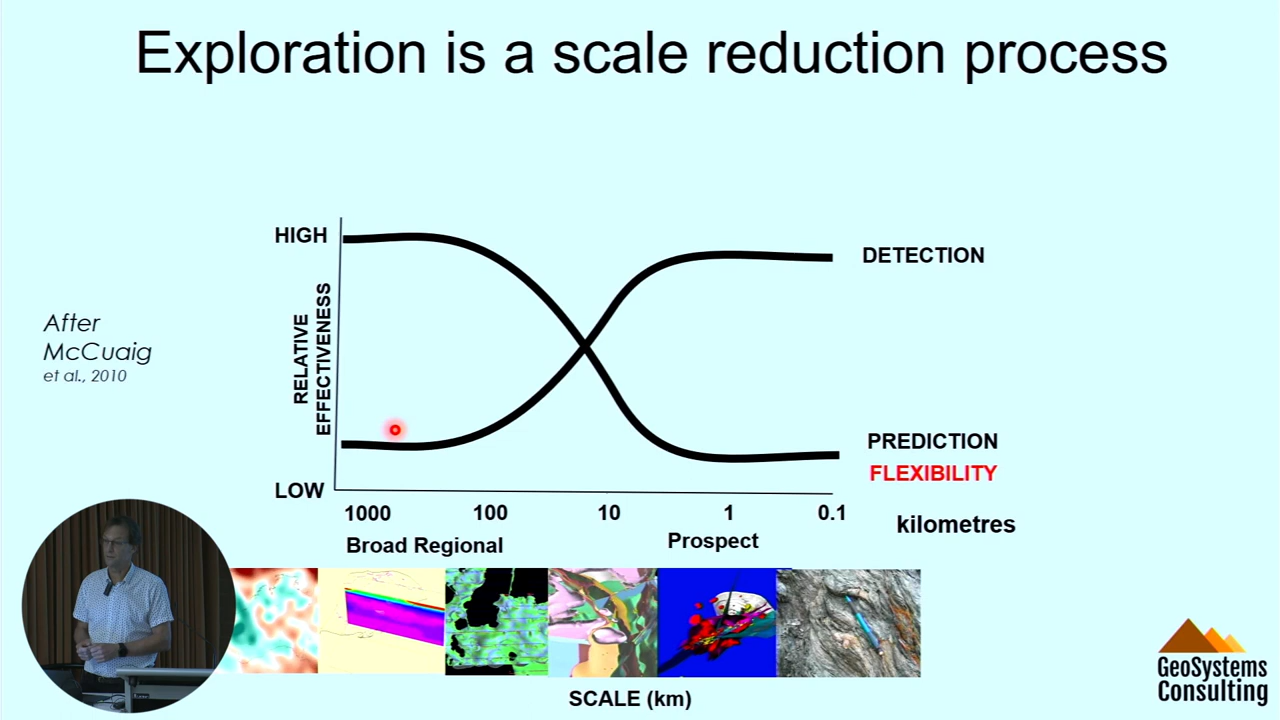 Exploration is a scale reduction process
HIGH
DETECTION
RELATIVE
EFFECTIVENESS
After
McCuaig
et al., 2010
PREDICTION
FLEXIBILITY
LOW
1000 100 10 1 0.1
kilometres
Broad Regional
Prospect
SCALE (km)
GeoSystems
Consulting